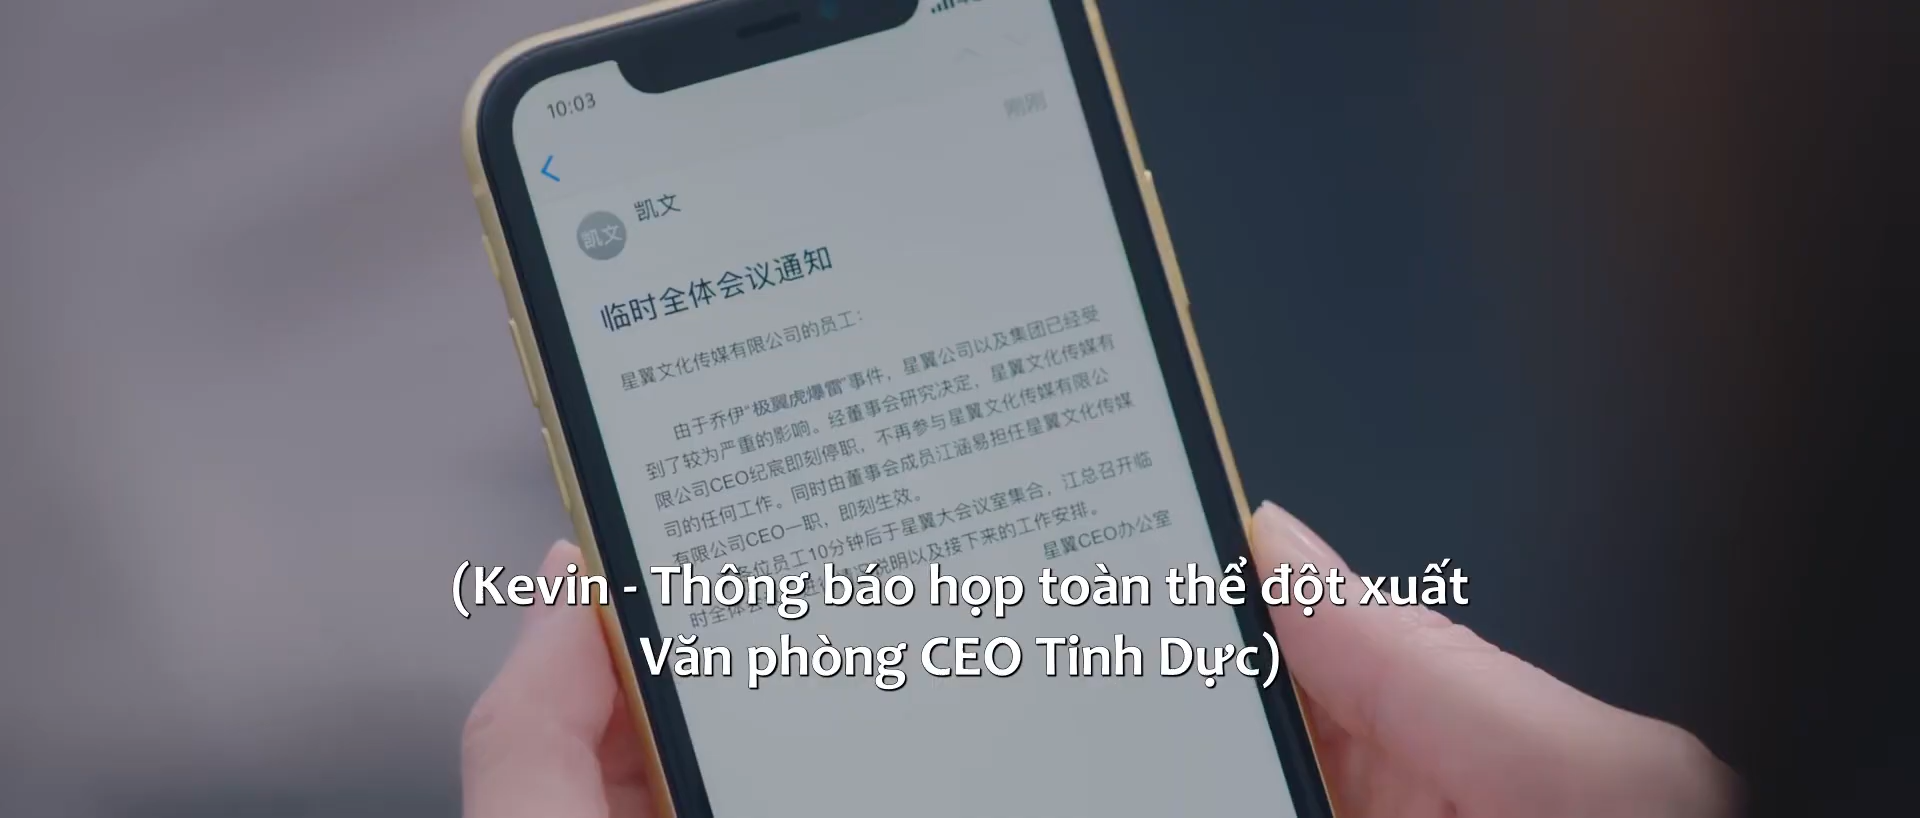 10:03
刚刚
凯文
凯文
临时全体会议通知
星翼文化传媒有限公司的员工：
由于乔伊“极翼虎爆雷”事件，星翼公司以及集团已经受
到了较为严重的影响。经董事会研究决定，星翼文化传媒有
限公司CEO纪宸即刻停职，不再参与星翼文化传媒有限公
司的任何工作。同时由董事会成员江涵易担任星翼文化传媒
有限公司CEO一职，即刻生效。
各位员工10分钟后于星翼大会议室集合，江总召开临
时全体会 说明以及接下来的工作安排。
星翼CEO办公室
(Kevin - Thông báo họp toàn thể đột xuất
Văn phòng CEO Tinh Dực)